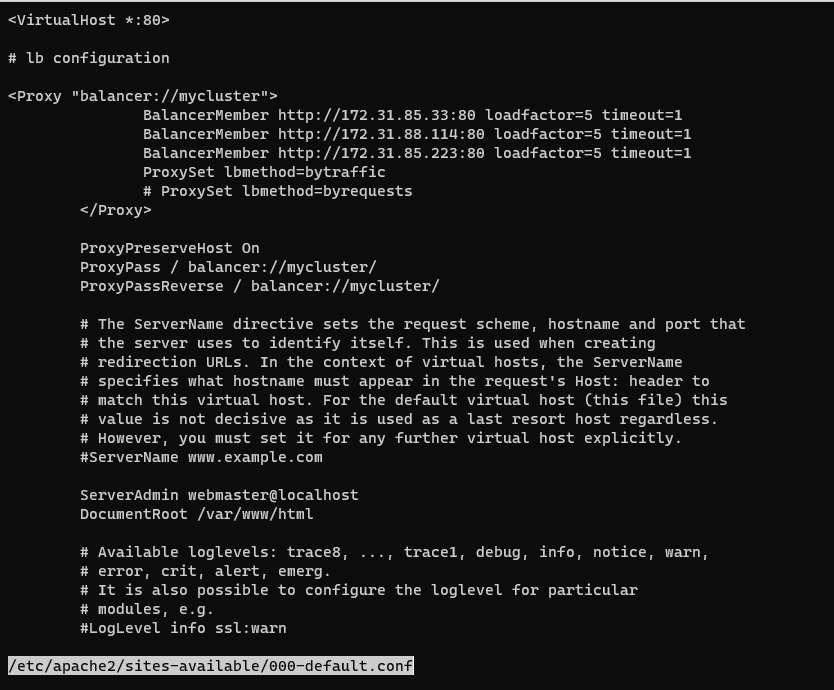 <VirtualHost *:80>
# lb configuration
<Proxy "balancer://mycluster">
BalancerMember http://172.31.85.33:80 loadfactor=5 timeout=1
BalancerMember http://172.31.88.114:80 loadfactor=5 timeout=1
BalancerMember http://172.31.85.223:80 loadfactor=5 timeout=1
ProxySet lbmethod=bytraffic
# ProxySet lbmethod=byrequests
</Proxy>
ProxyPreserveHost On
ProxyPass / balancer://mycluster/
ProxyPassReverse / balancer://mycluster/
# The ServerName directive sets the request scheme, hostname and port that
# the server uses to identify itself. This is used when creating
# redirection URLs. In the context of virtual hosts, the ServerName
# specifies what hostname must appear in the request's Host: header to
# match this virtual host. For the default virtual host (this file) this
# value is not decisive as it is used as a last resort host regardless.
# However, you must set it for any further virtual host explicitly.
#ServerName www.example.com
ServerAdmin webmaster@localhost
DocumentRoot /var/www/html
# Available loglevels: trace8, ..., trace1, debug, info, notice, warn,
# error, crit, alert, emerg.
# It is also possible to configure the loglevel for particular
# modules, e.g.
#LogLevel info ssl:warn
/etc/apache2/sites-available/000-default.conf